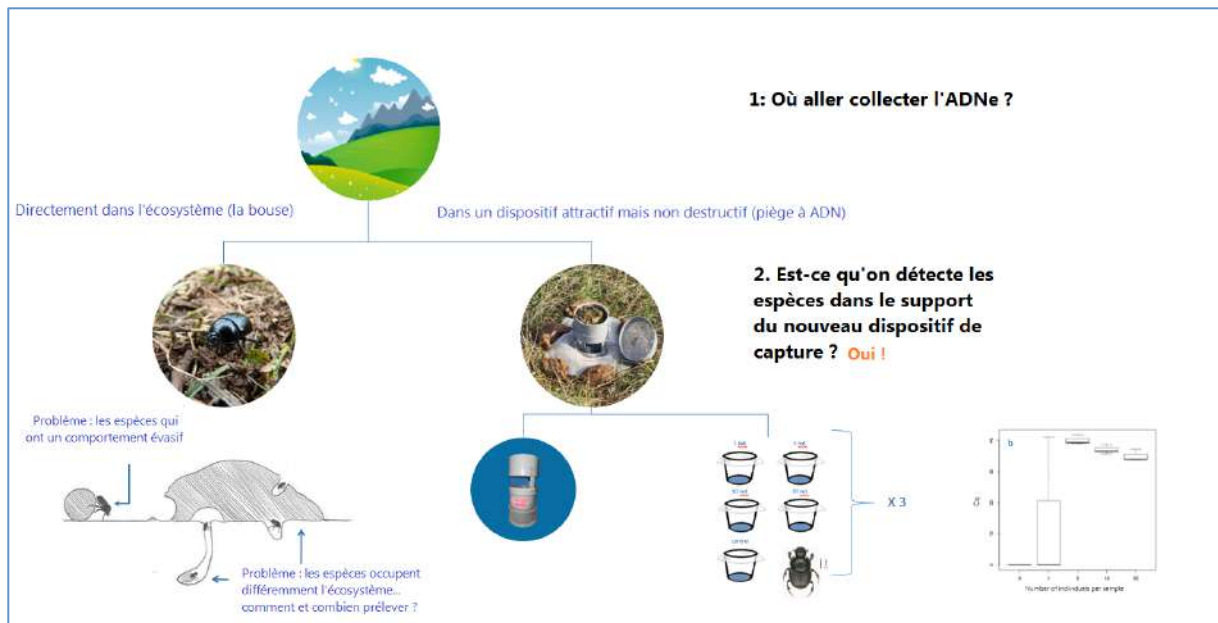 1: Où aller collecter l'ADNe ?
Directement dans l'écosystème (la bouse)
Dans un dispositif attractif mais non destructif (piège à ADN)
2. Est-ce qu'on détecte les
espèces dans le support
du nouveau dispositif de
capture ? Oui !
Problème : les espèces qui
ont un comportement évasif
Problème : les espèces occupent
différemment l'écosystème...
comment et combien prélever ?
X 3
b
Number of individuals per sample